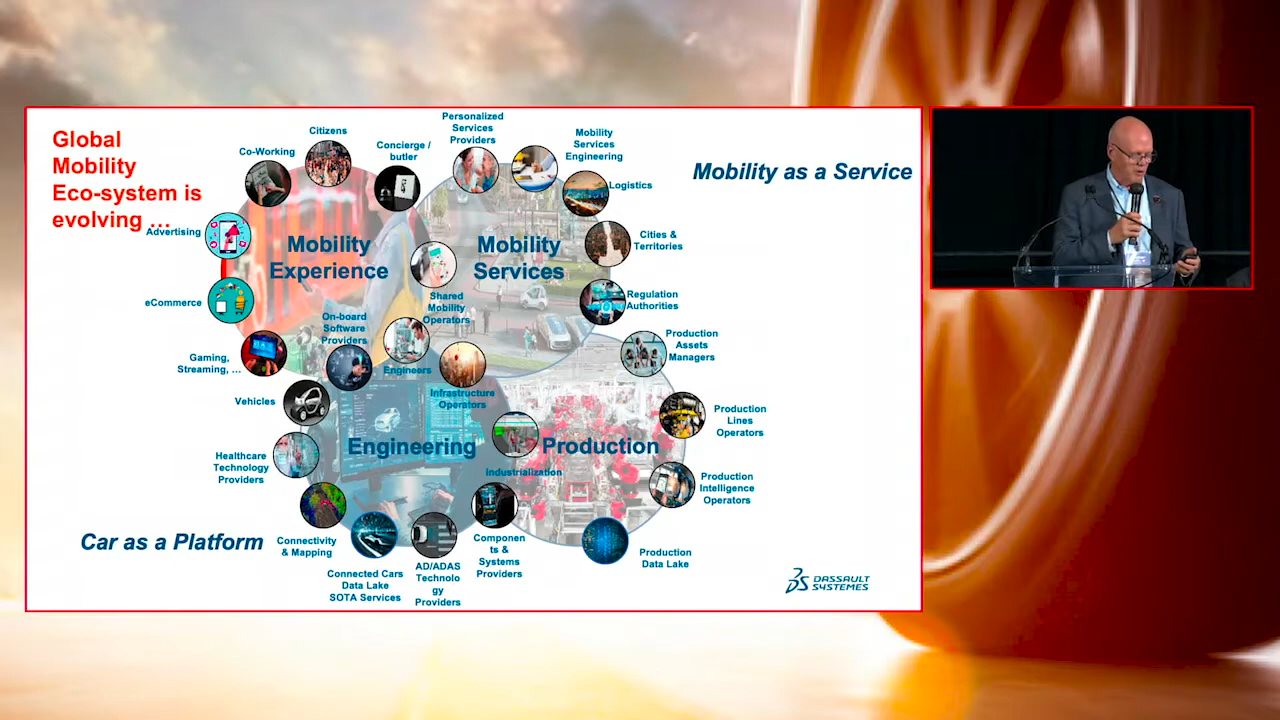 Global
Mobility
Eco-system is
evolving ...
Mobility as a Service
Car as a Platform
Mobility
Experience
Mobility
Services
Engineering
Production
Citizens
Co-Working
Concierge /
butler
Personalized
Services
Providers
Mobility
Services
Engineering
Logistics
Advertising
Cities &
Territories
eCommerce
Shared
Mobility
Operators
Regulation
Authorities
On-board
Software
Providers
Gaming,
Streaming, ...
Engineers
Production
Assets
Managers
Vehicles
Infrastructure
Operators
Production
Lines
Operators
Healthcare
Technology
Providers
Industrialization
Production
Intelligence
Operators
Connectivity
& Mapping
Connected Cars
Data Lake
SOTA Services
AD/ADAS
Technolo
gy
Providers
Componen
ts &
Systems
Providers
Production
Data Lake
DASSAULT
SYSTEMES